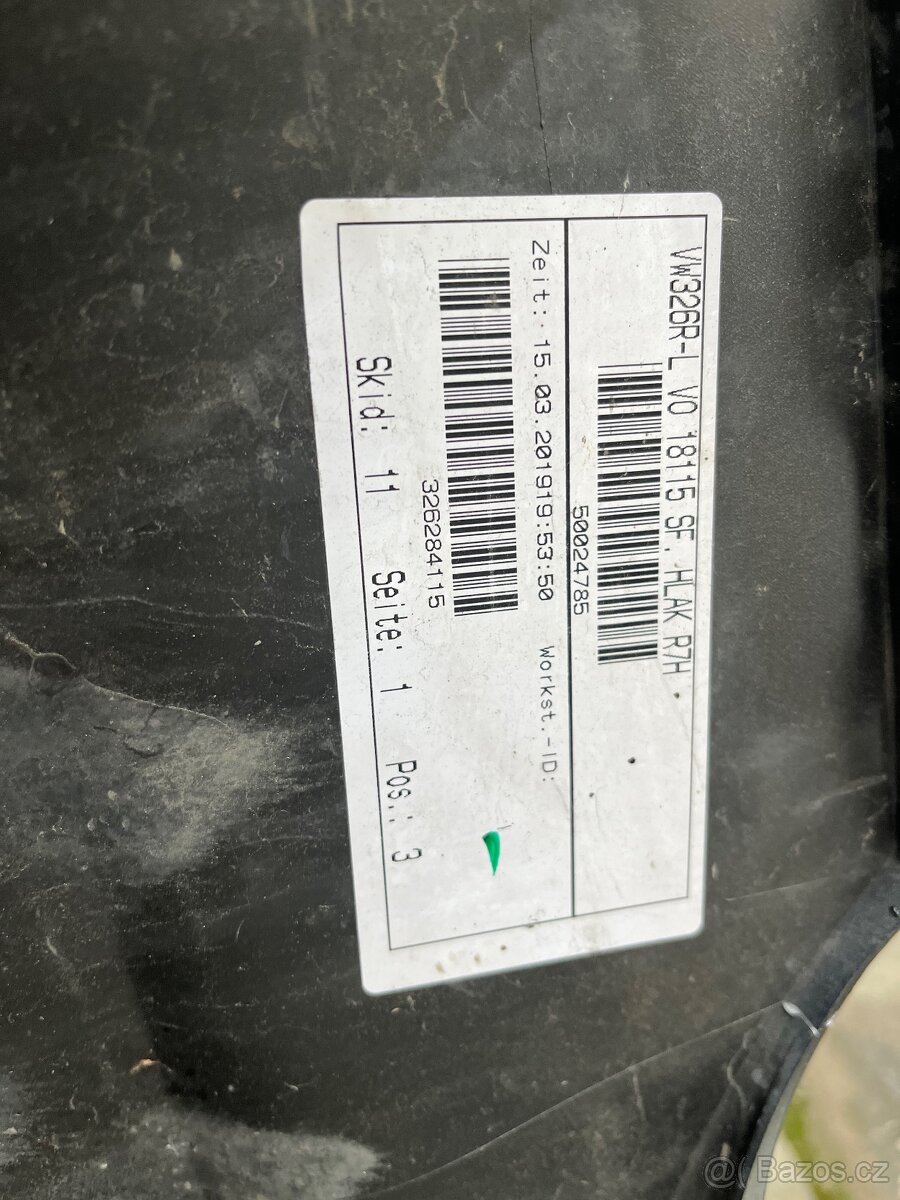 VW326R-L VO 18115 SF. HLAK R7H
50024785
Zeit: 15.03.201919:53:50 Workst.-ID:
326284115
Skid: 11 Seite: 1 Pos.: 3
@ Bazos.cz